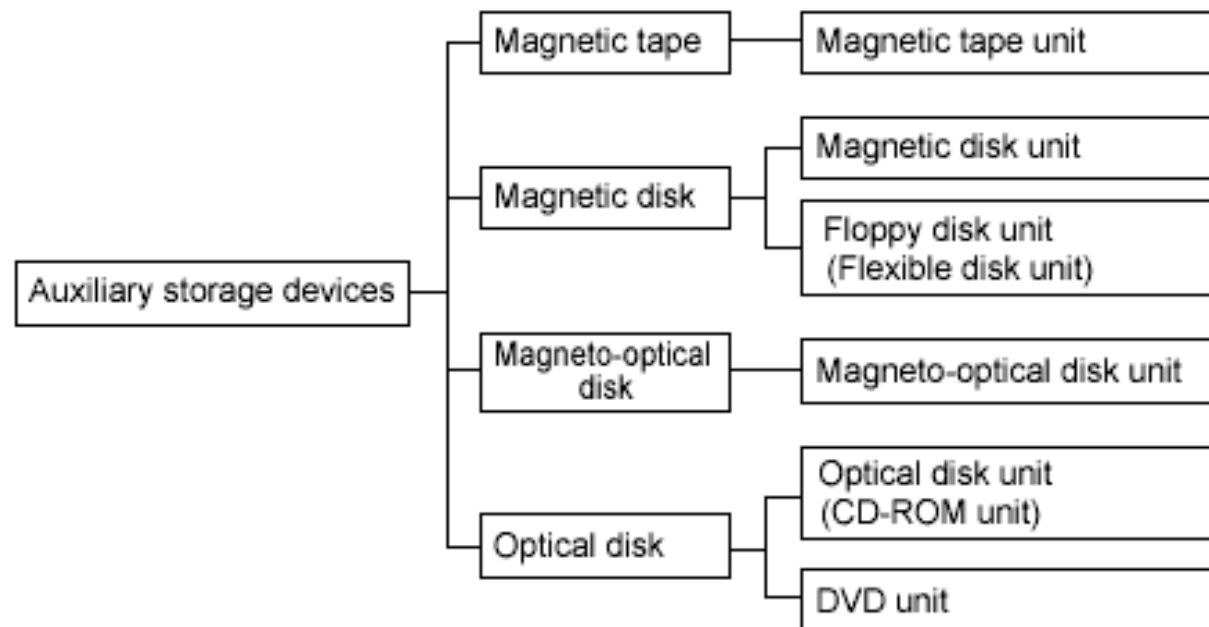 Magnetic tape
Magnetic tape unit
Magnetic disk unit
Magnetic disk
Floppy disk unit
(Flexible disk unit)
Auxiliary storage devices
Magneto-optical
disk
Magneto-optical disk unit
Optical disk unit
(CD-ROM unit)
Optical disk
DVD unit